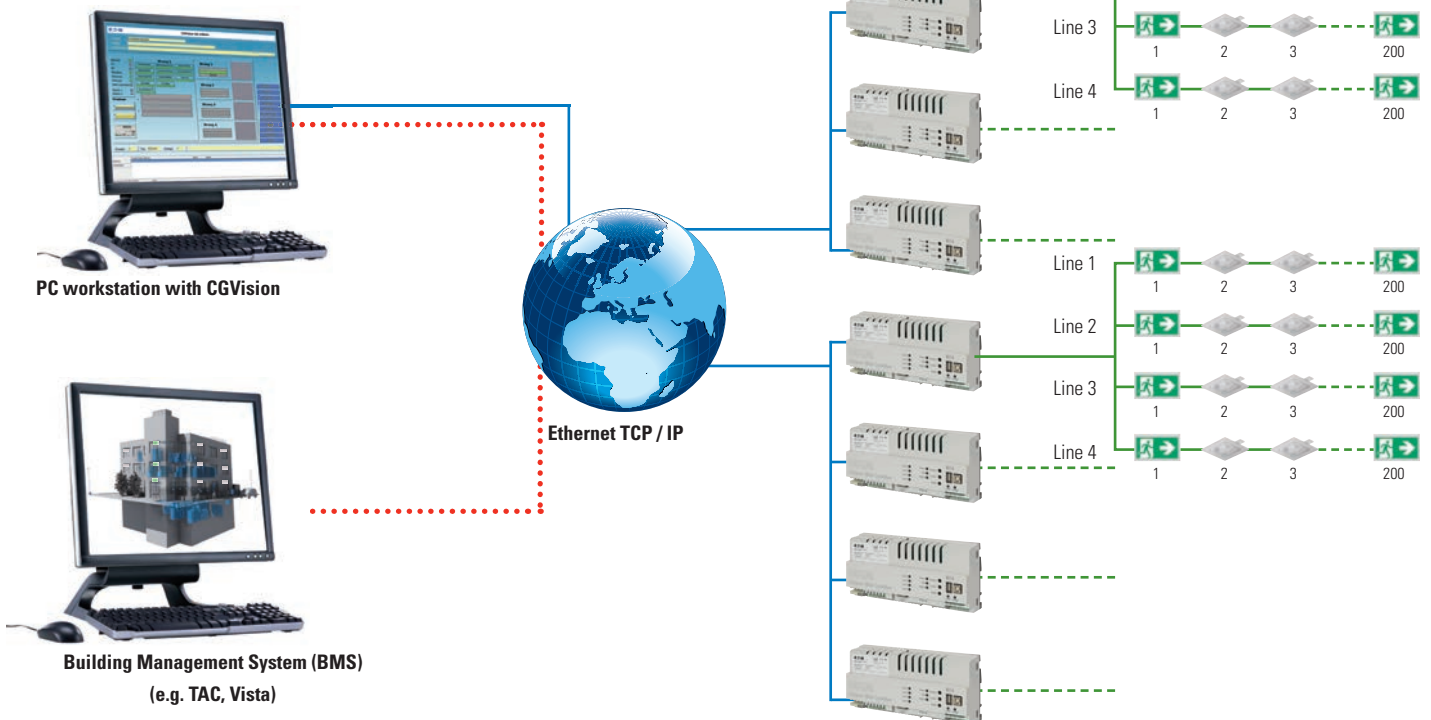 Line 3
1 2 3 200
Line 4
1 2 3 200
PC workstation with CGVision
Line 1
1 2 3 200
Line 2
1 2 3 200
Line 3
1 2 3 200
Ethernet TCP / IP
Line 4
1 2 3 200
Building Management System (BMS)
(e.g. TAC, Vista)